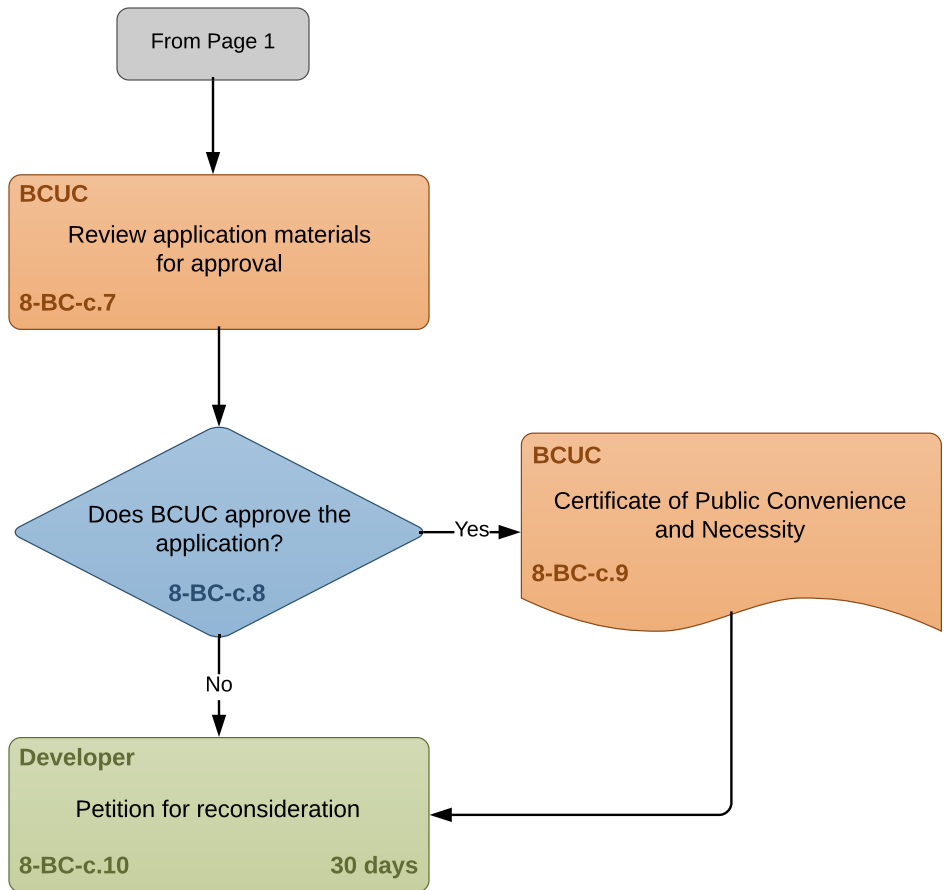 From Page 1
BCUC
Review application materials
for approval
8-BC-c.7
Does BCUC approve the
application?
8-BC-c.8
Yes
BCUC
Certificate of Public Convenience
and Necessity
8-BC-c.9
No
Developer
Petition for reconsideration
8-BC-c.10 30 days